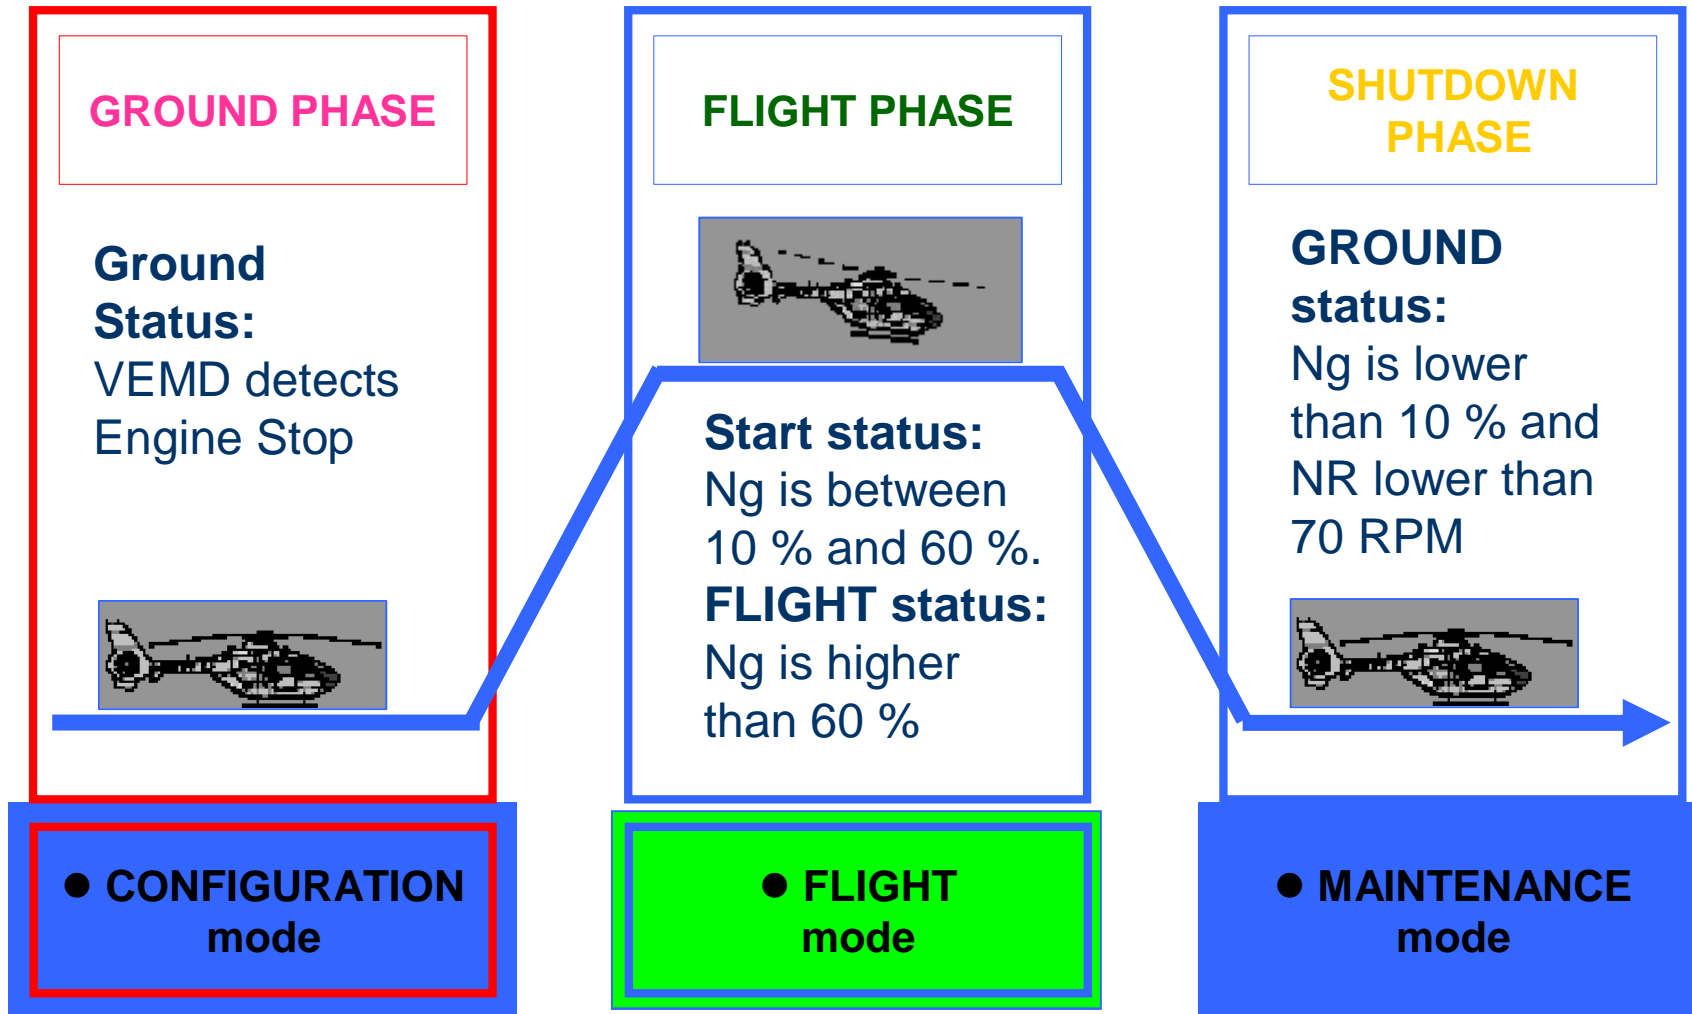 GROUND PHASE
Ground
Status:
VEMD detects
Engine Stop
● CONFIGURATION
mode
FLIGHT PHASE
Start status:
Ng is between
10 % and 60 %.
FLIGHT status:
Ng is higher
than 60 %
● FLIGHT
mode
SHUTDOWN
PHASE
GROUND
status:
Ng is lower
than 10 % and
NR lower than
70 RPM
● MAINTENANCE
mode